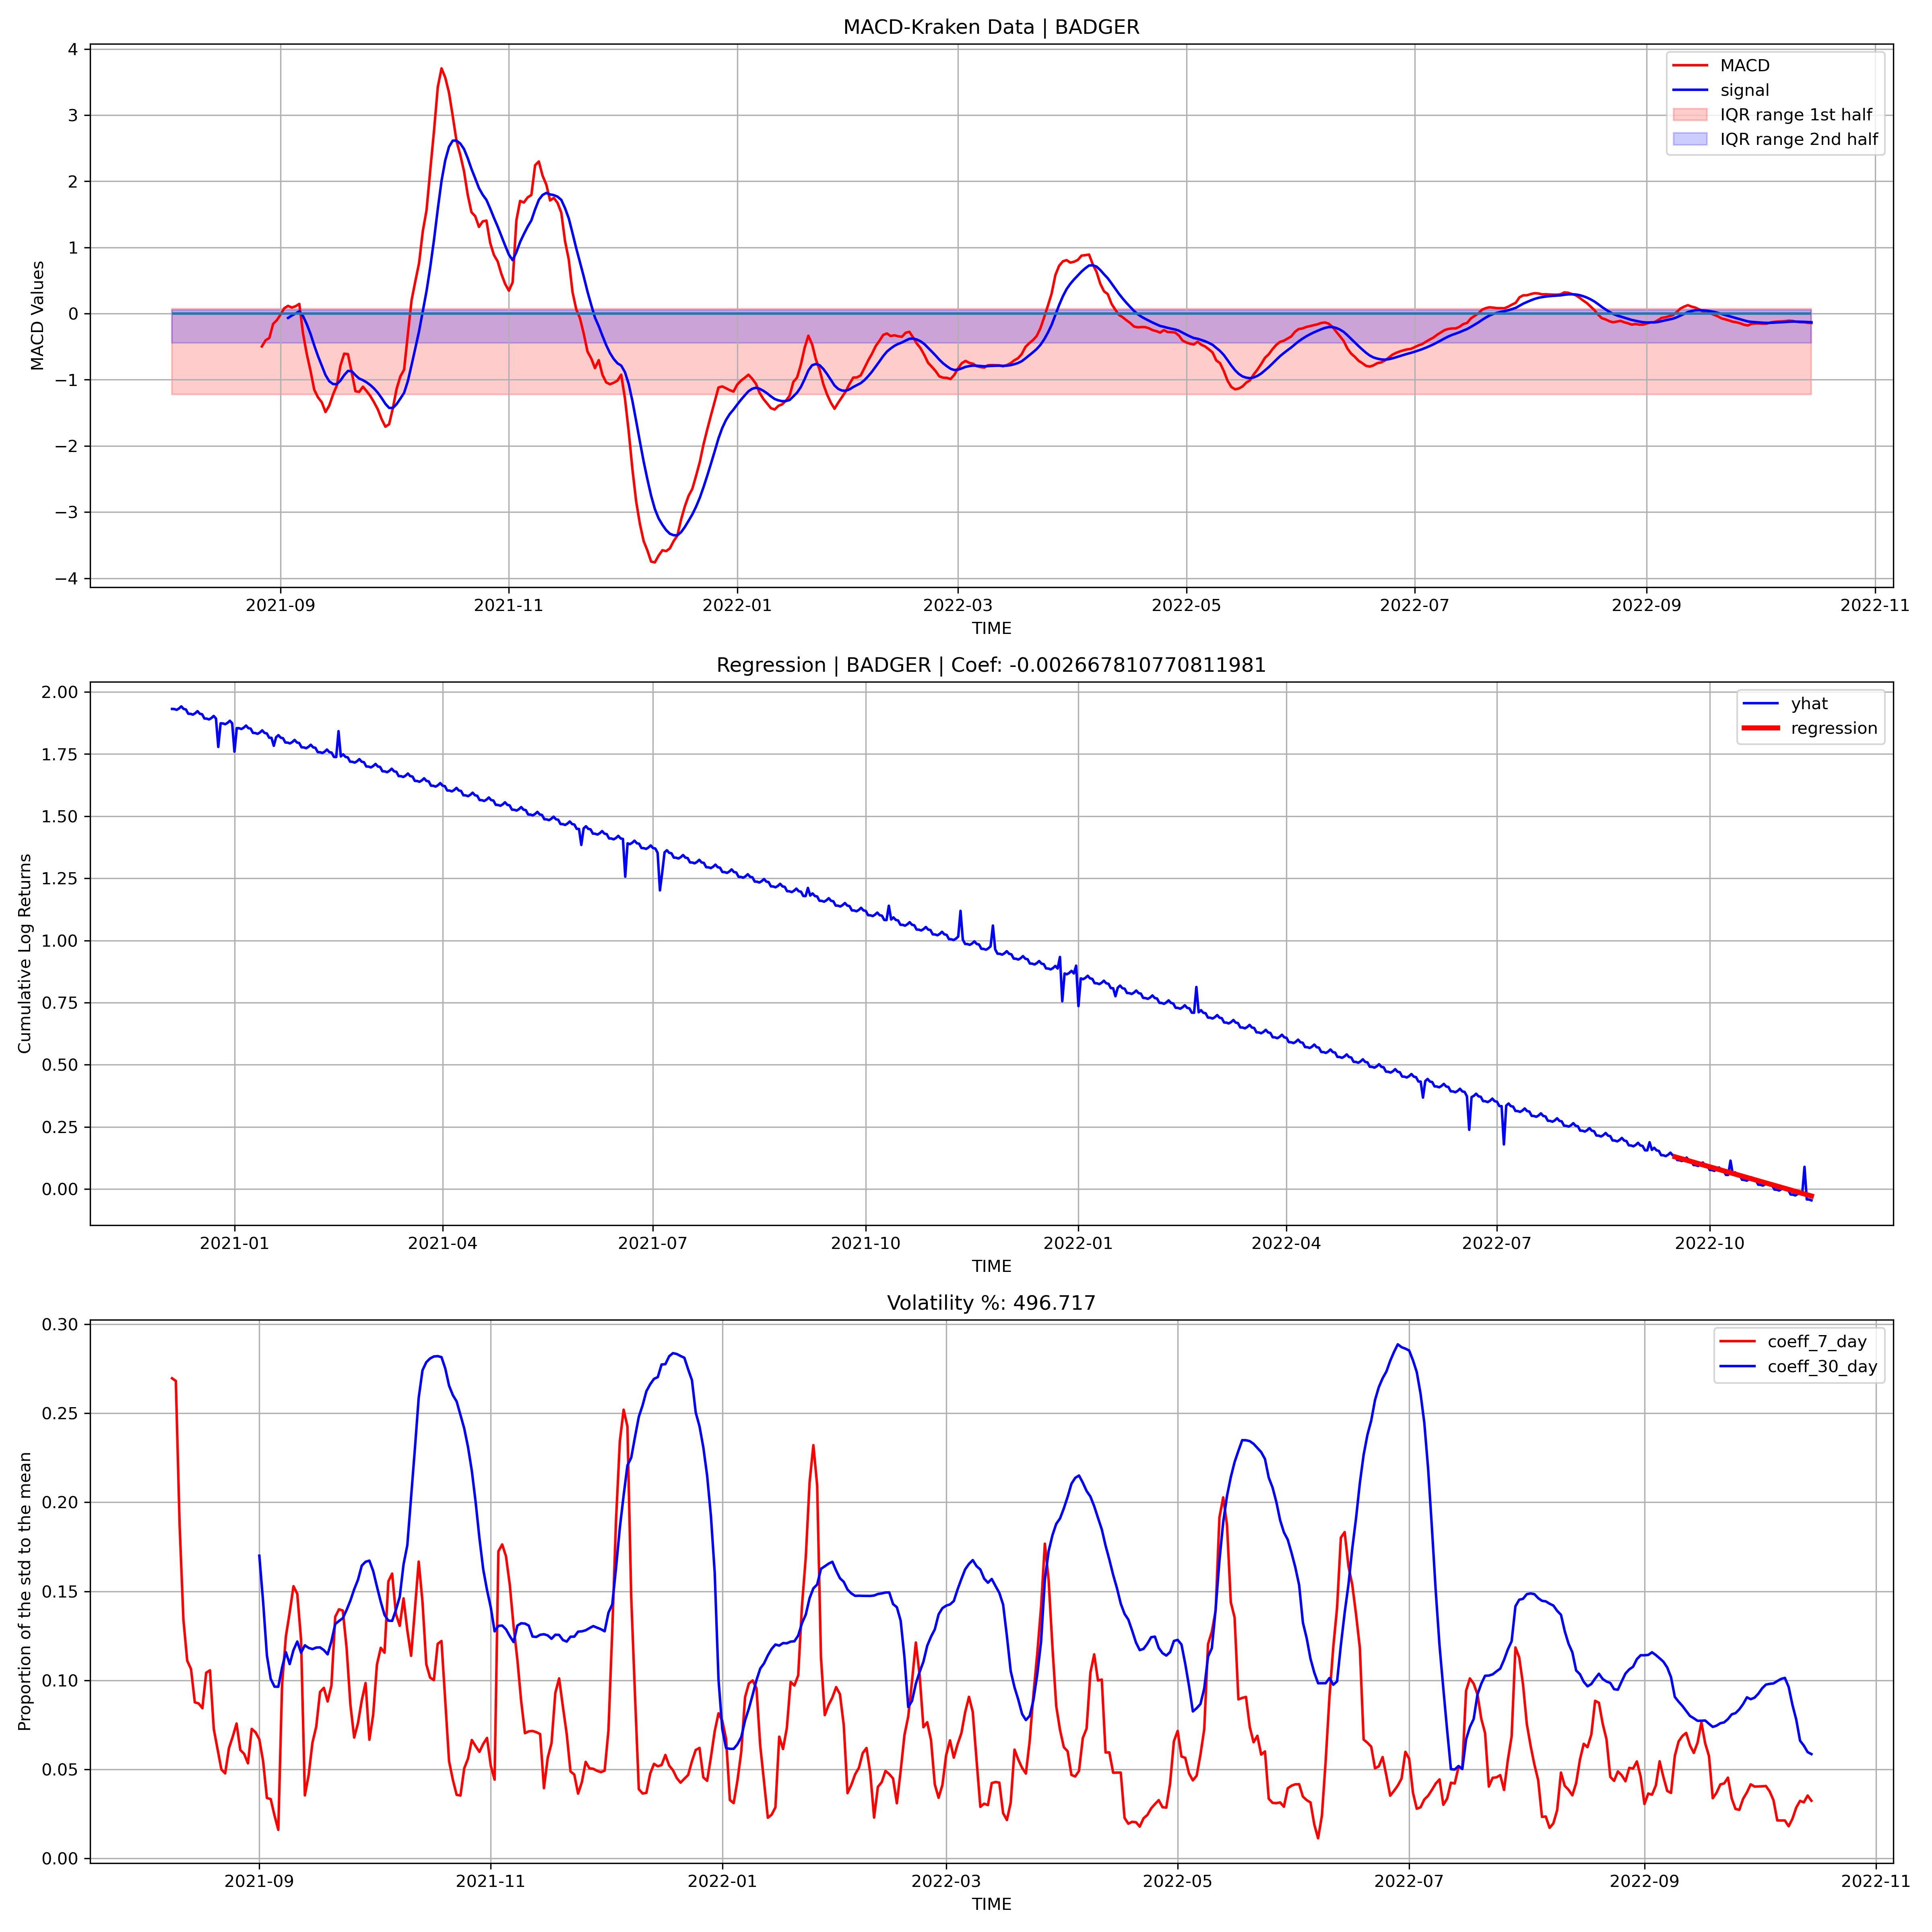 MACD-Kraken Data | BADGER
4
3
2
1
0
−1
−2
−3
−4
MACD Values
MACD
signal
IQR range 1st half
IQR range 2nd half
2021-09
2021-11
2022-01
2022-03
2022-05
2022-07
2022-09
2022-11
TIME
Regression | BADGER | Coef: -0.002667810770811981
2.00
1.75
1.50
1.25
1.00
0.75
0.50
0.25
0.00
Cumulative Log Returns
yhat
regression
2021-01
2021-04
2021-07
2021-10
2022-01
2022-04
2022-07
2022-10
TIME
Volatility %: 496.717
0.30
0.25
0.20
0.15
0.10
0.05
0.00
Proportion of the std to the mean
coeff_7_day
coeff_30_day
2021-09
2021-11
2022-01
2022-03
2022-05
2022-07
2022-09
2022-11
TIME